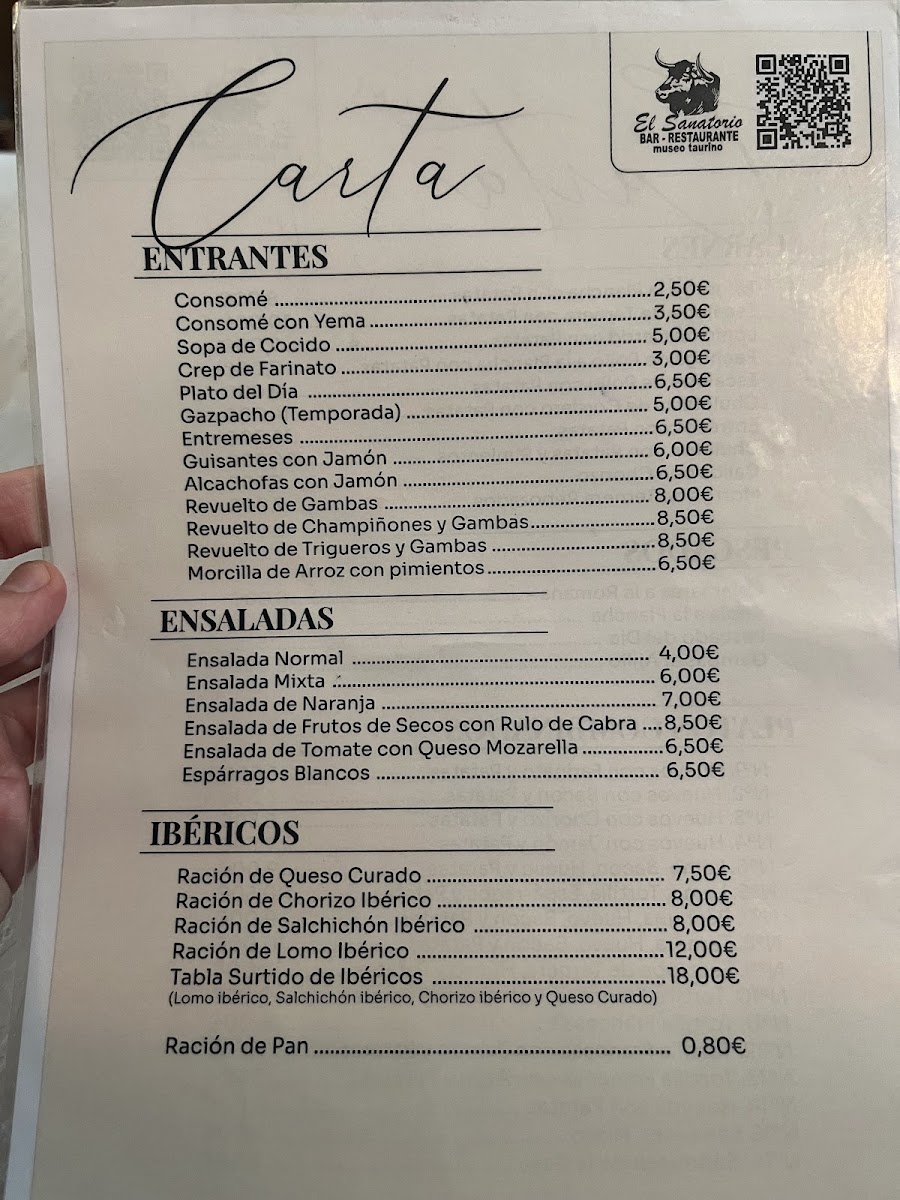 Carta
El Sanatorio
BAR - RESTAURANTE
museo taurino
ENTRANTES
Consomé ........ 2,50€
Consomé con Yema ........ 3,50€
Sopa de Cocido ........ 5,00€
Crep de Farinato ........ 3,00€
Plato del Día ........ 6,50€
Gazpacho (Temporada) ........ 5,00€
Entremeses ........ 6,50€
Guisantes con Jamón ........ 6,00€
Alcachofas con Jamón ........ 6,50€
Revuelto de Gambas ........ 8,00€
Revuelto de Champiñones y Gambas ........ 8,50€
Revuelto de Trigueros y Gambas ........ 8,50€
Morcilla de Arroz con pimientos ........ 6,50€
ENSALADAS
Ensalada Normal ........ 4,00€
Ensalada Mixta ........ 6,00€
Ensalada de Naranja ........ 7,00€
Ensalada de Frutos de Secos con Rulo de Cabra .... 8,50€
Ensalada de Tomate con Queso Mozarella ........ 6,50€
Espárragos Blancos ........ 6,50€
IBÉRICOS
Ración de Queso Curado ........ 7,50€
Ración de Chorizo Ibérico ........ 8,00€
Ración de Salchichón Ibérico ........ 8,00€
Ración de Lomo Ibérico ........ 12,00€
Tabla Surtido de Ibéricos ........ 18,00€
(Lomo ibérico, Salchichón ibérico, Chorizo ibérico y Queso Curado)
Ración de Pan ........ 0,80€